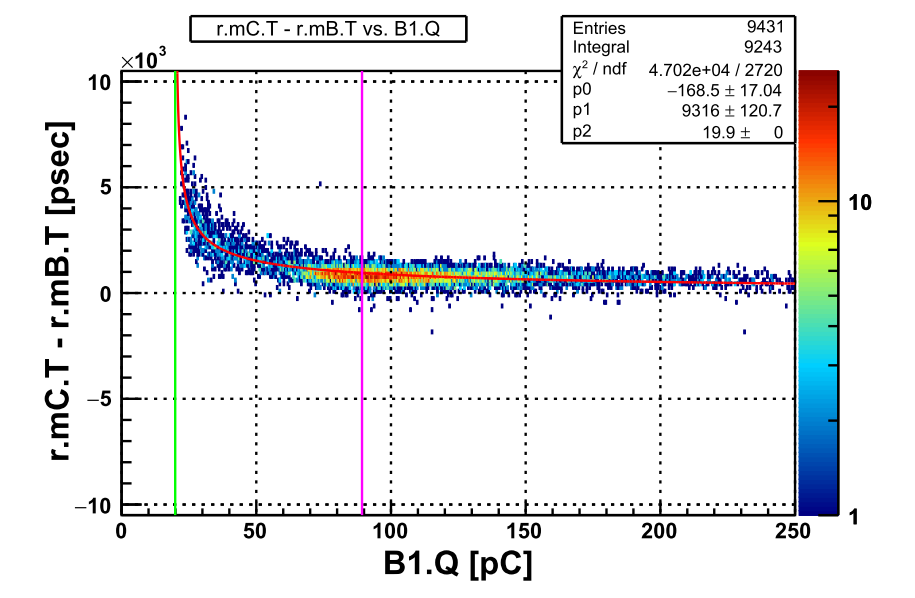 r.mC.T - r.mB.T vs. B1.Q
Entries 9431
Integral 9243
χ² / ndf 4.702e+04 / 2720
p0 −168.5 ± 17.04
p1 9316 ± 120.7
p2 19.9 ± 0
×10³
10
5
0
−5
−10
r.mC.T - r.mB.T [psec]
0 50 100 150 200 250
B1.Q [pC]
10
1